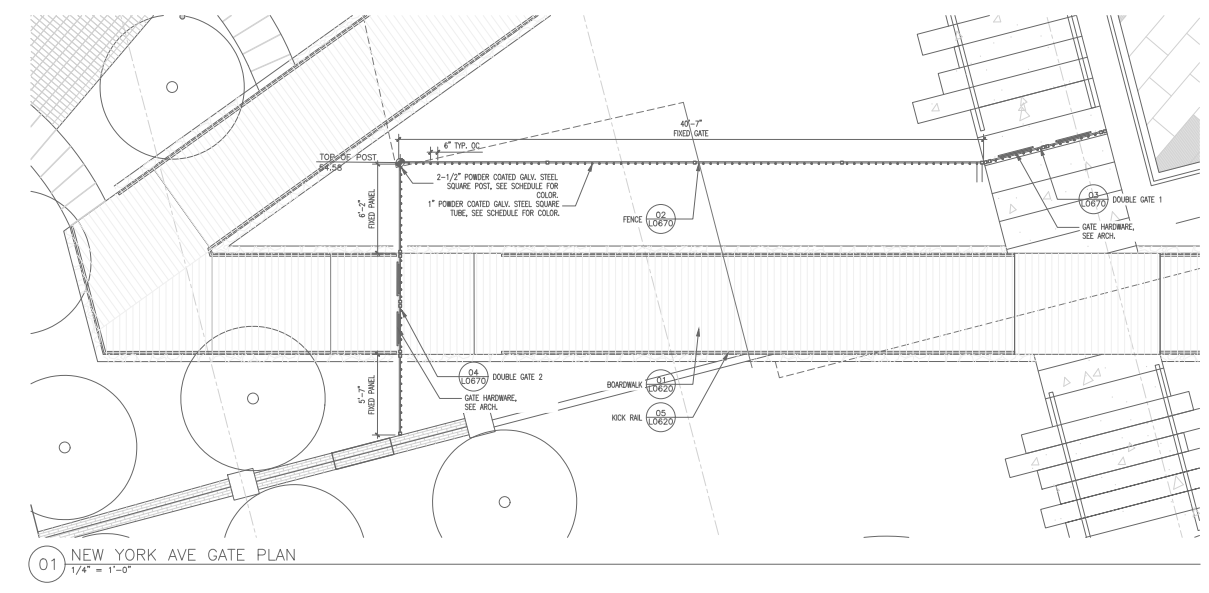 40'-7"
FIXED GATE
6" TYP. OC
TOP OF POST
54.58
2-1/2" POWDER COATED GALV. STEEL
SQUARE POST, SEE SCHEDULE FOR
COLOR.
1" POWDER COATED GALV. STEEL SQUARE
TUBE, SEE SCHEDULE FOR COLOR.
6'-2"
FIXED PANEL
FENCE
02
L0670
03
L0670
DOUBLE GATE 1
GATE HARDWARE,
SEE ARCH.
04
L0670
DOUBLE GATE 2
GATE HARDWARE,
SEE ARCH.
5'-7"
FIXED PANEL
BOARDWALK
01
L0620
KICK RAIL
05
L0620
01
NEW YORK AVE GATE PLAN
1/4" = 1'-0"